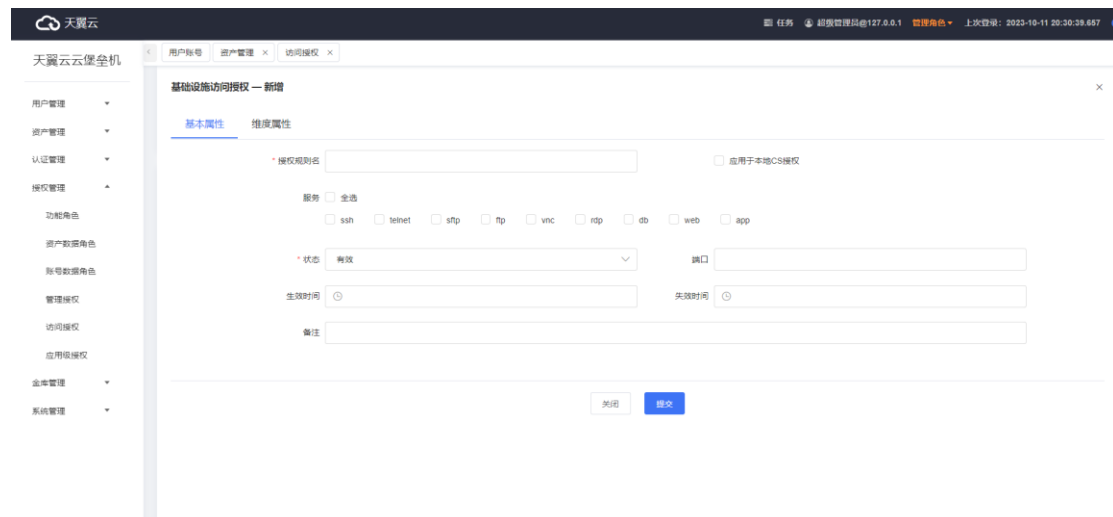 天翼云 任务 超级管理员@127.0.0.1 管理角色 上次登录：2023-10-11 20:30:39.657
天翼云云堡垒机
用户账号 资产管理 × 访问授权 ×
基础设施访问授权 — 新增 ×
基本属性 维度属性
用户管理
资产管理
认证管理
授权管理
功能角色
资产数据角色
账号数据角色
管理授权
访问授权
应用级授权
金库管理
系统管理
* 授权规则名 应用于本地CS授权
服务 全选
ssh telnet sftp ftp vnc rdp db web app
* 状态 有效 端口
生效时间 失效时间
备注
关闭 提交